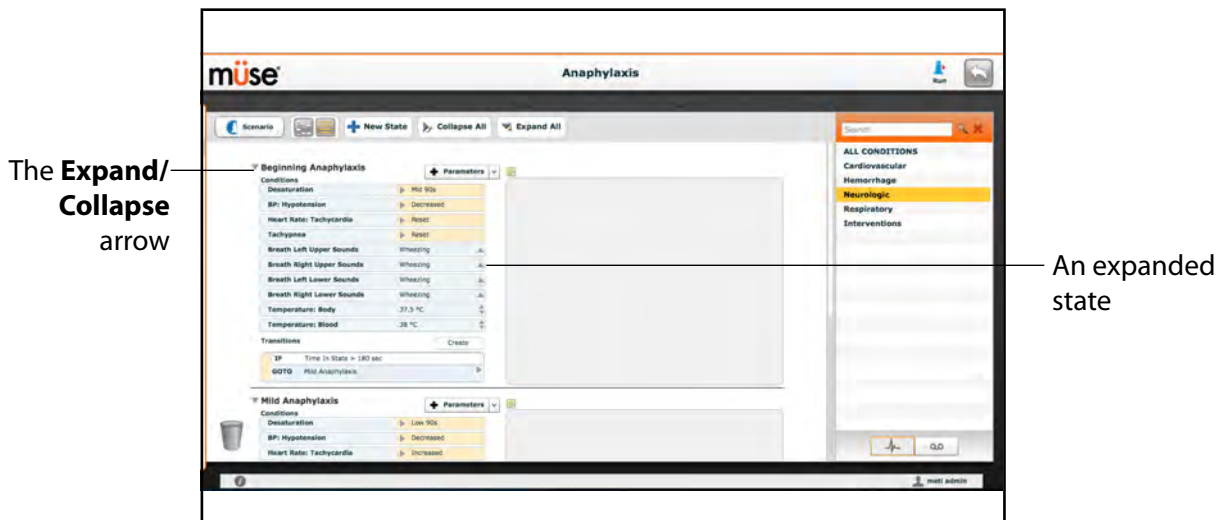 müse
Anaphylaxis
Run
Scenario
New State
Collapse All
Expand All
Search
The Expand/
Collapse
arrow
Beginning Anaphylaxis
Parameters
Conditions
Desaturation Mid 90s
BP: Hypotension Decreased
Heart Rate: Tachycardia Reset
Tachypnea Reset
Breath Left Upper Sounds Wheezing
Breath Right Upper Sounds Wheezing
Breath Left Lower Sounds Wheezing
Breath Right Lower Sounds Wheezing
Temperature: Body 37.5 °C
Temperature: Blood 38 °C
Transitions Create
IF Time In State > 180 sec
GOTO Mild Anaphylaxis
Mild Anaphylaxis
Parameters
Conditions
Desaturation Low 90s
BP: Hypotension Decreased
Heart Rate: Tachycardia Increased
ALL CONDITIONS
Cardiovascular
Hemorrhage
Neurologic
Respiratory
Interventions
An expanded
state
meti admin